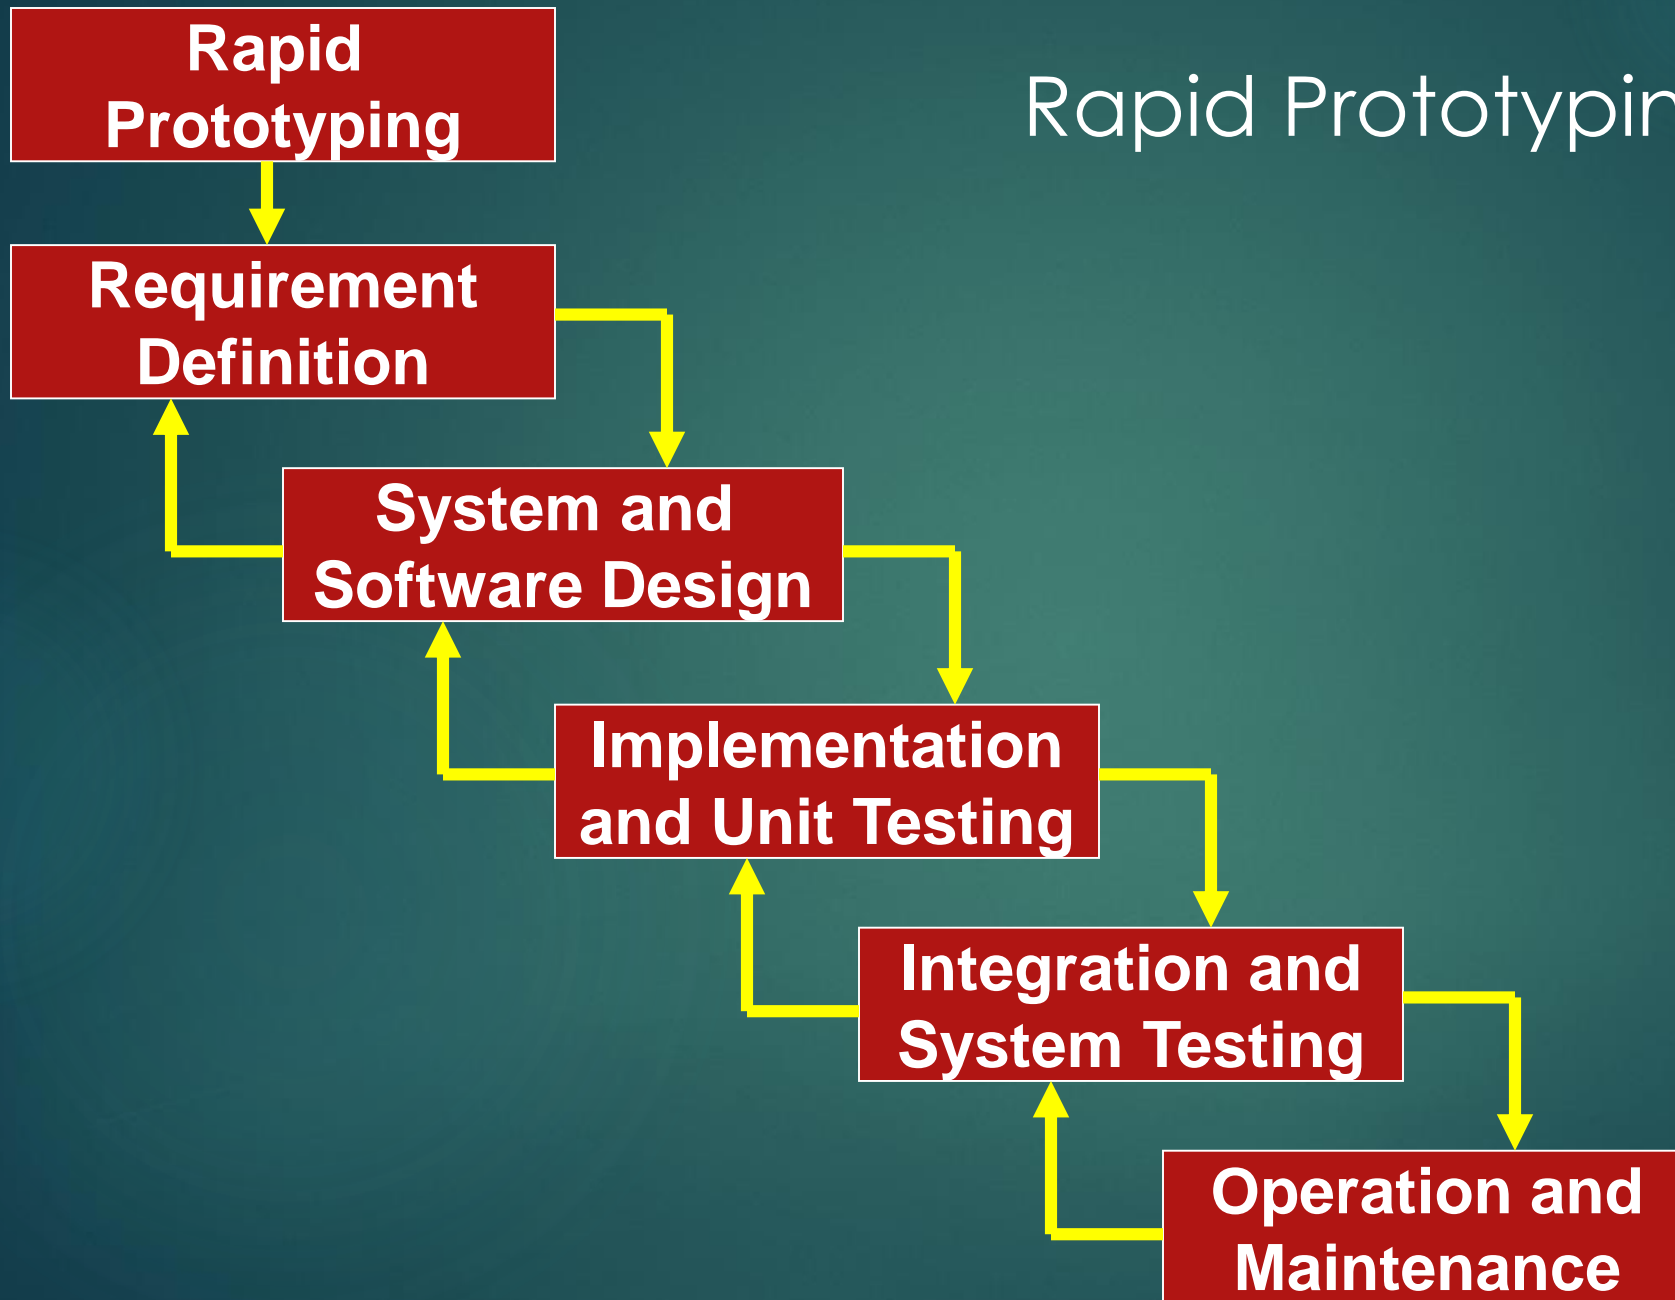 Rapid Prototypin
Rapid
Prototyping
Requirement
Definition
System and
Software Design
Implementation
and Unit Testing
Integration and
System Testing
Operation and
Maintenance